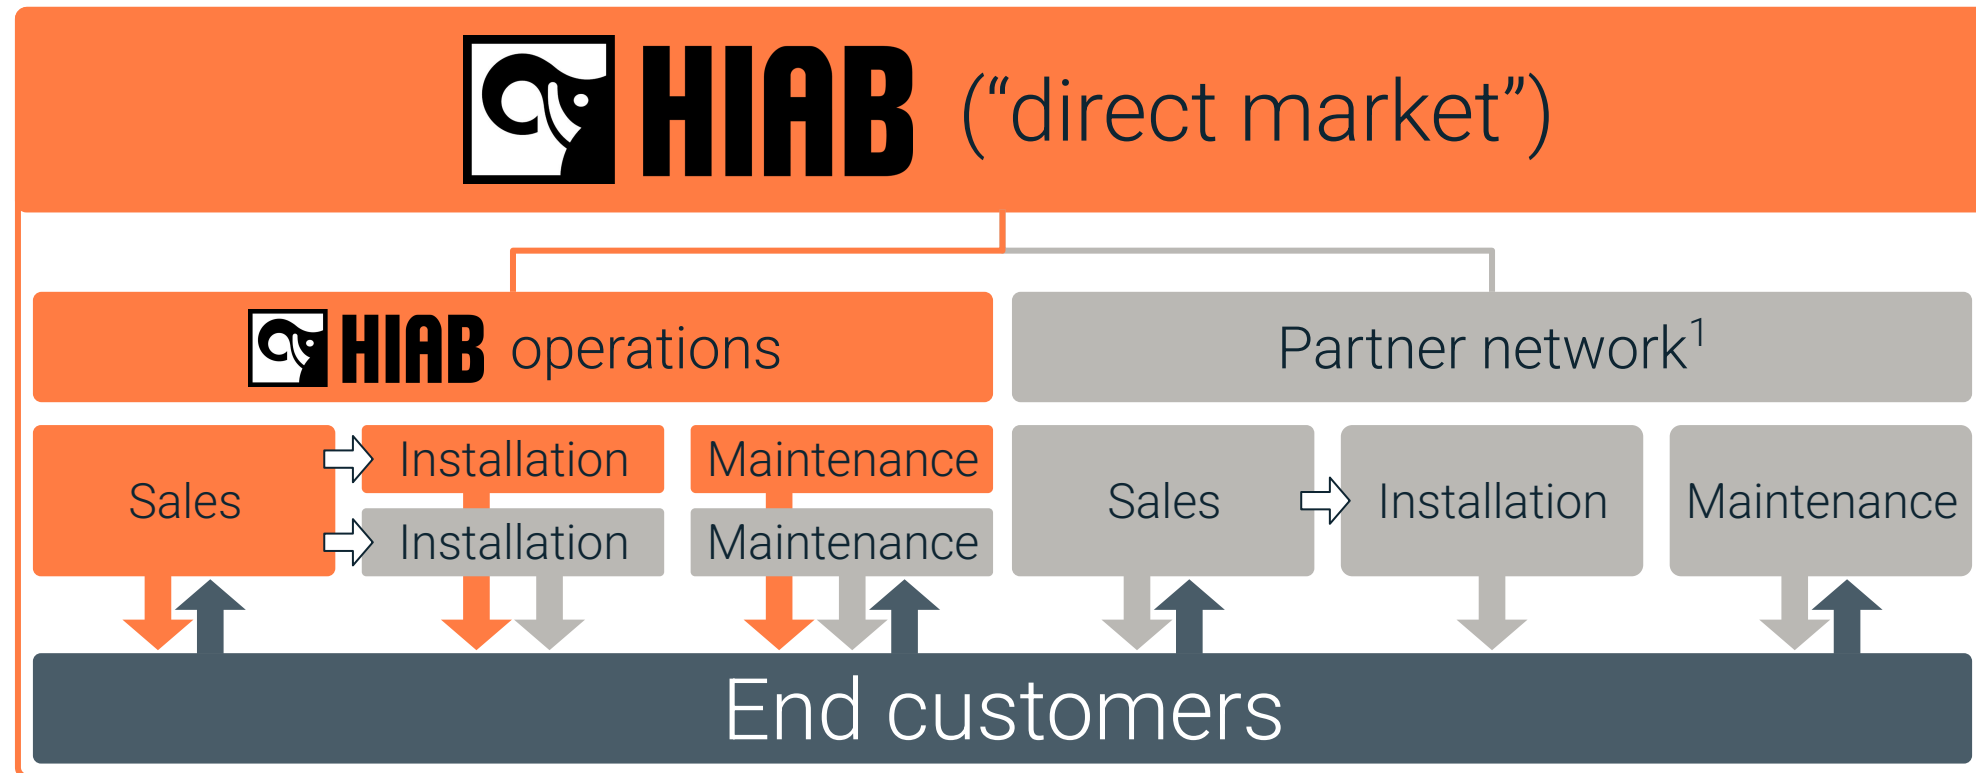 HIAB (“direct market”)
HIAB operations
Partner network¹
Sales
Installation
Installation
Maintenance
Maintenance
Sales
Installation
Maintenance
End customers